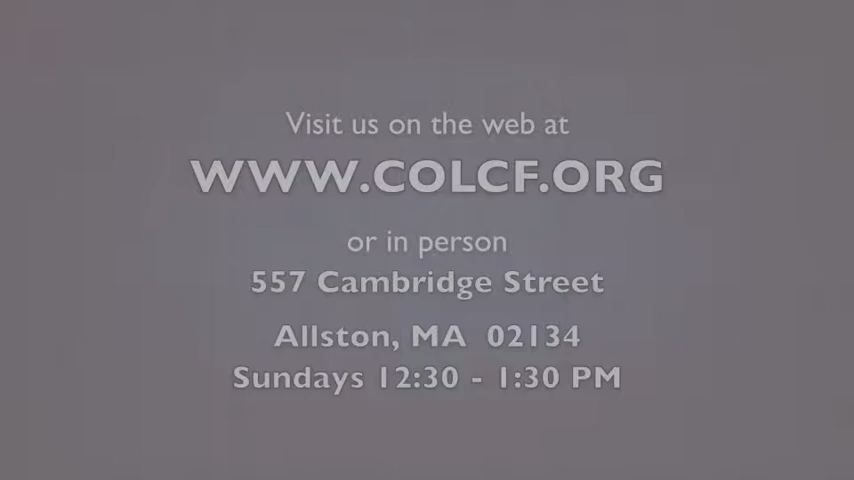 Visit us on the web at
WWW.COLCF.ORG
or in person
557 Cambridge Street
Allston, MA 02134
Sundays 12:30 - 1:30 PM